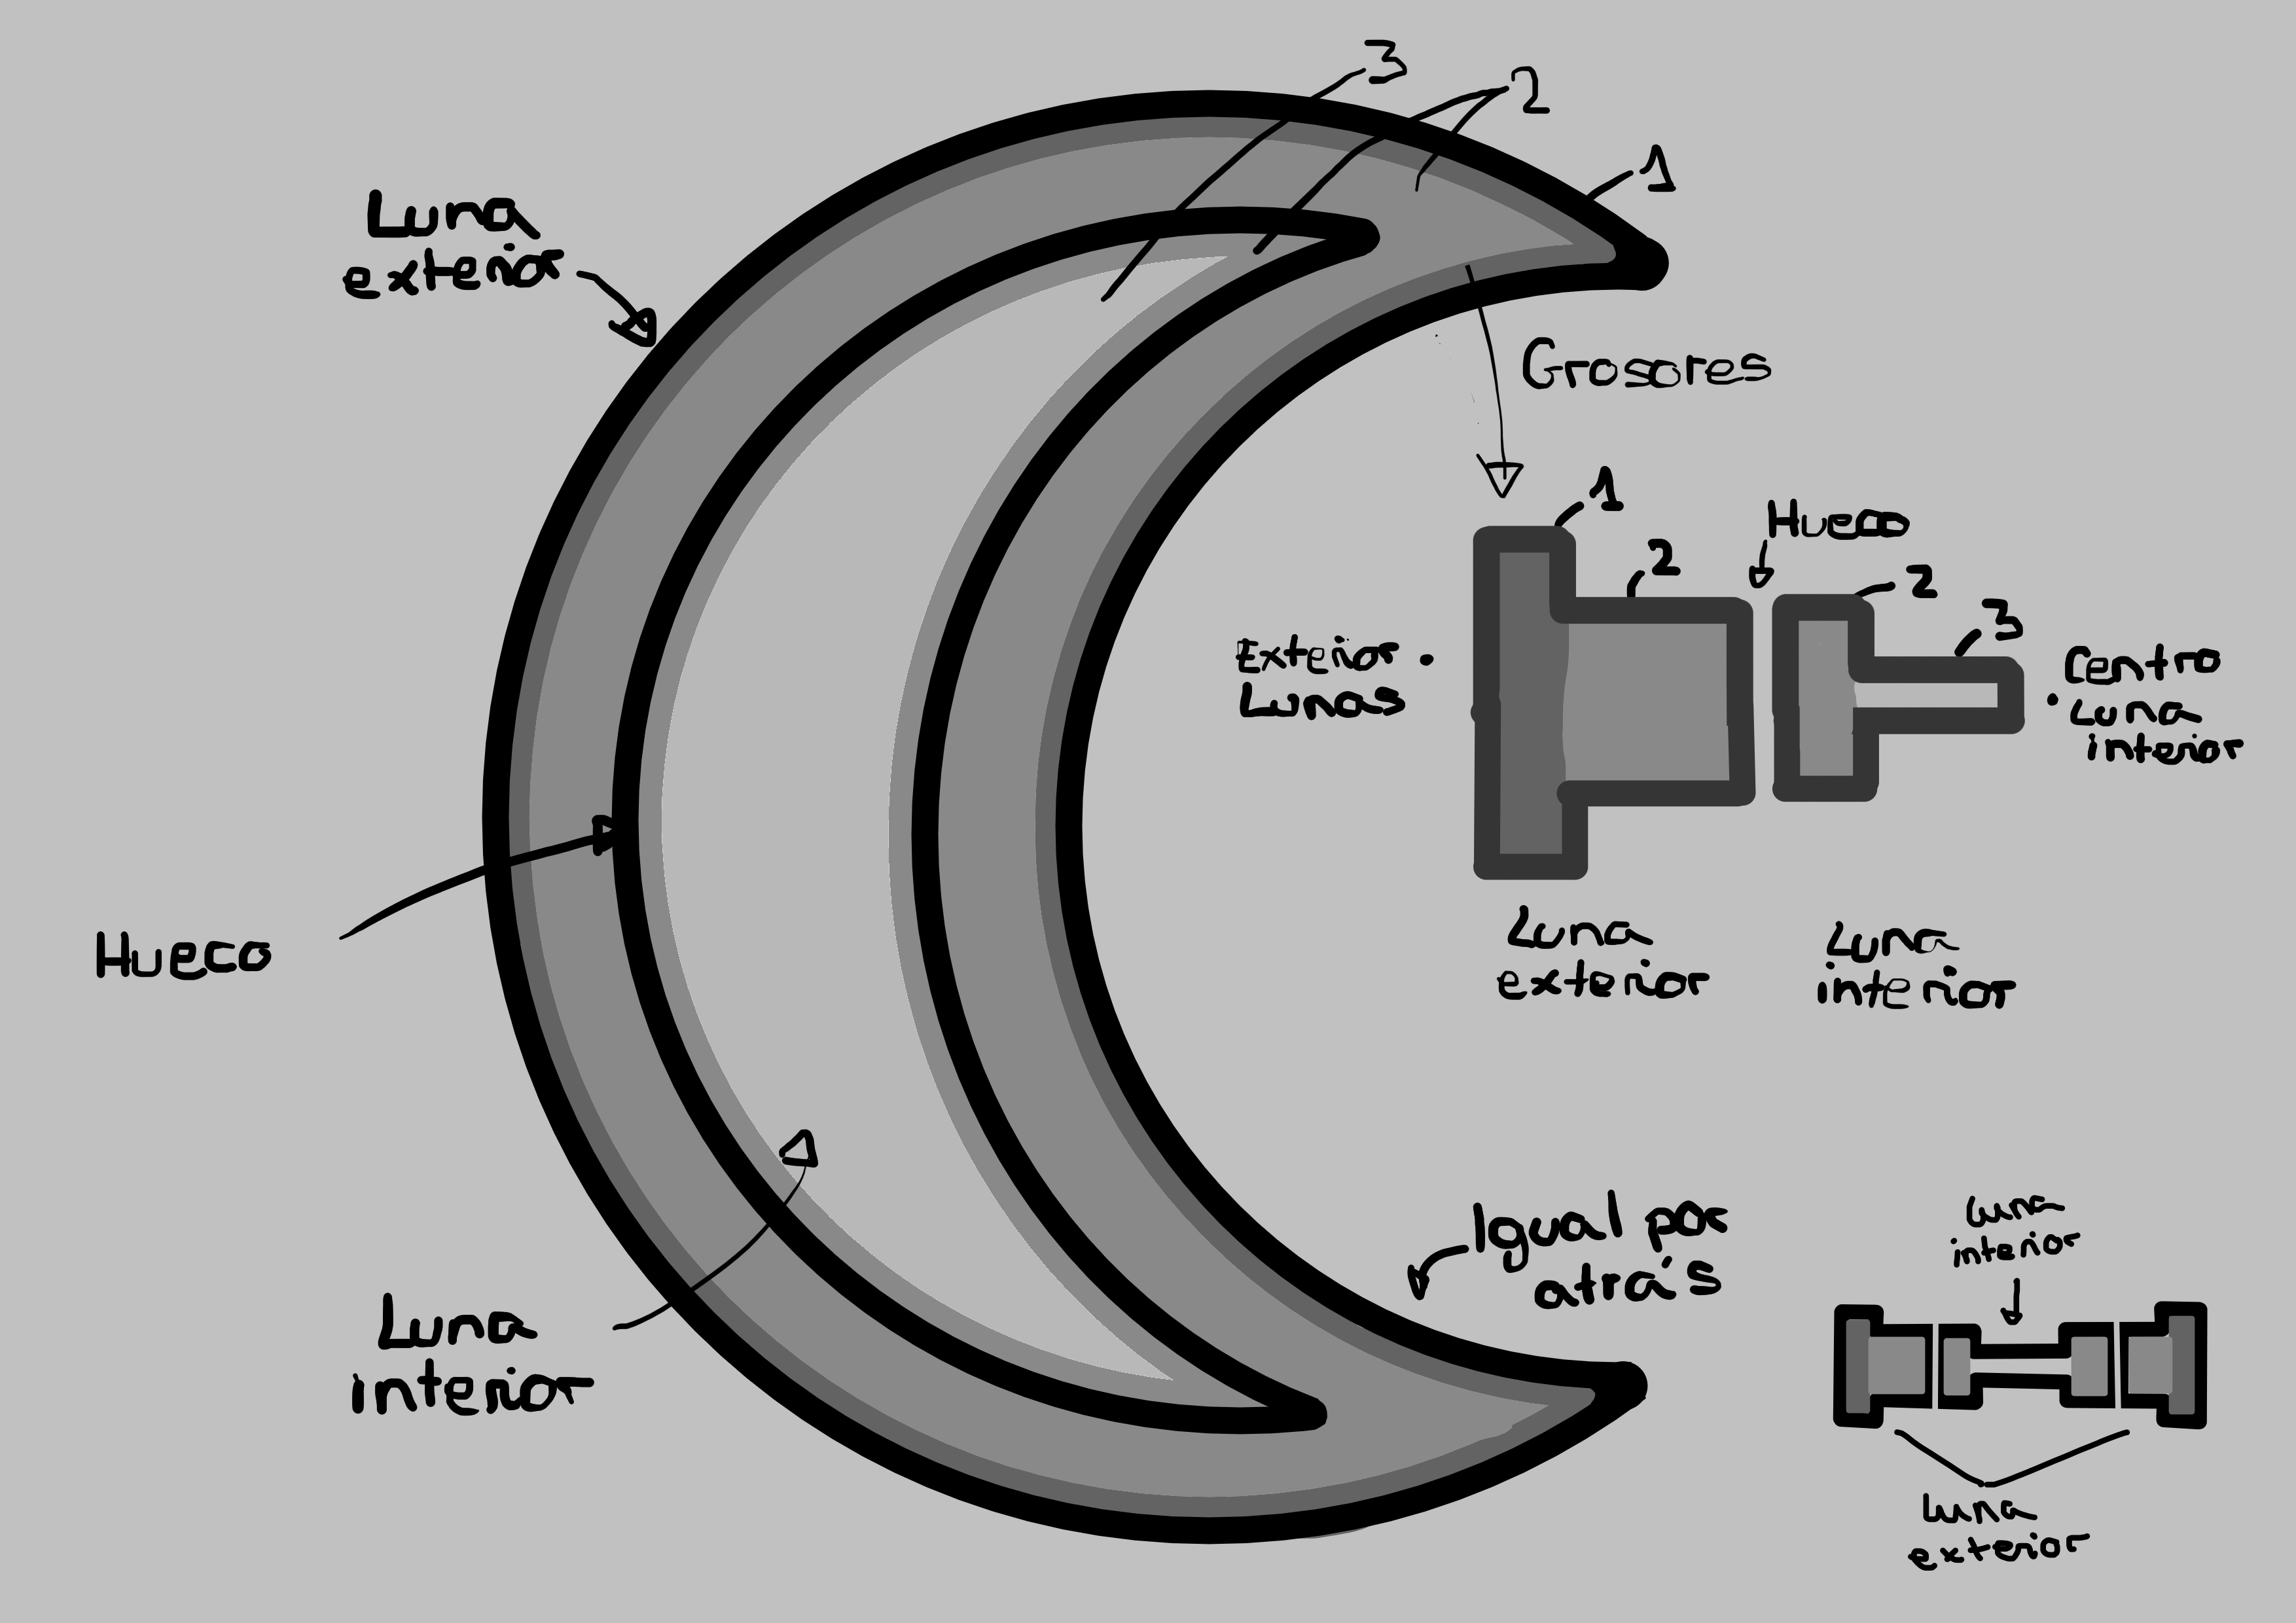 3
2
1
Luna
exterior
Grosores
1
Hueco
2
2
3
Exterior
Lunas
Centro
Luna
interior
Hueco
Luna
exterior
Luna
interior
Igual por
atrás
Luna
interior
Luna
interior
Luna
exterior